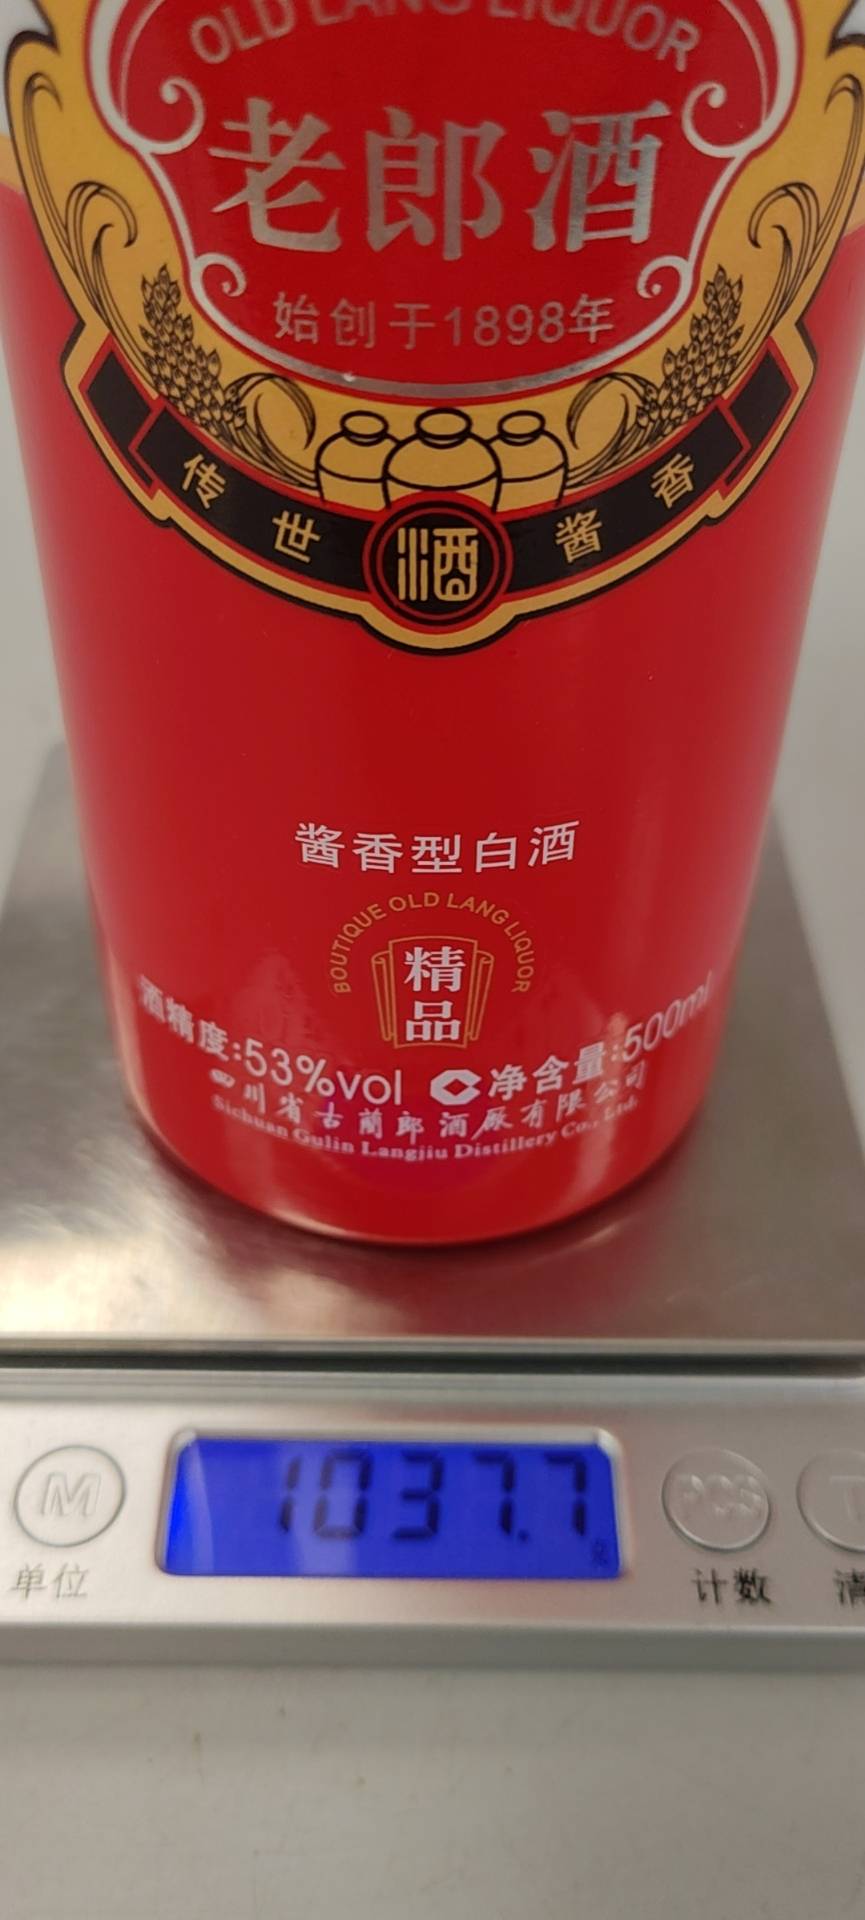 OLD LANG LIQUOR
老郎酒
始创于1898年
传世 酒 酱香
酱香型白酒
BOUTIQUE OLD LANG LIQUOR
精
品
酒精度:53%vol 净含量:500ml
四川省古蔺郎酒厂有限公司
Sichuan Gulin Langjiu Distillery Co., Ltd.
1037.7
M PCS T
单位 计数 清